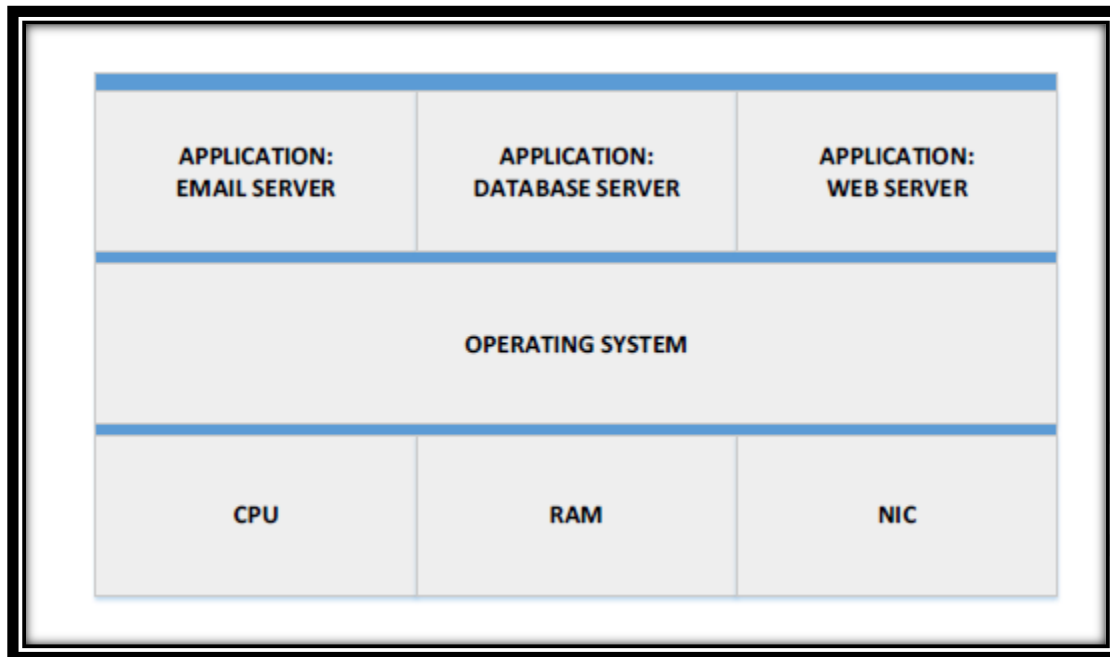 APPLICATION:
EMAIL SERVER
APPLICATION:
DATABASE SERVER
APPLICATION:
WEB SERVER
OPERATING SYSTEM
CPU
RAM
NIC